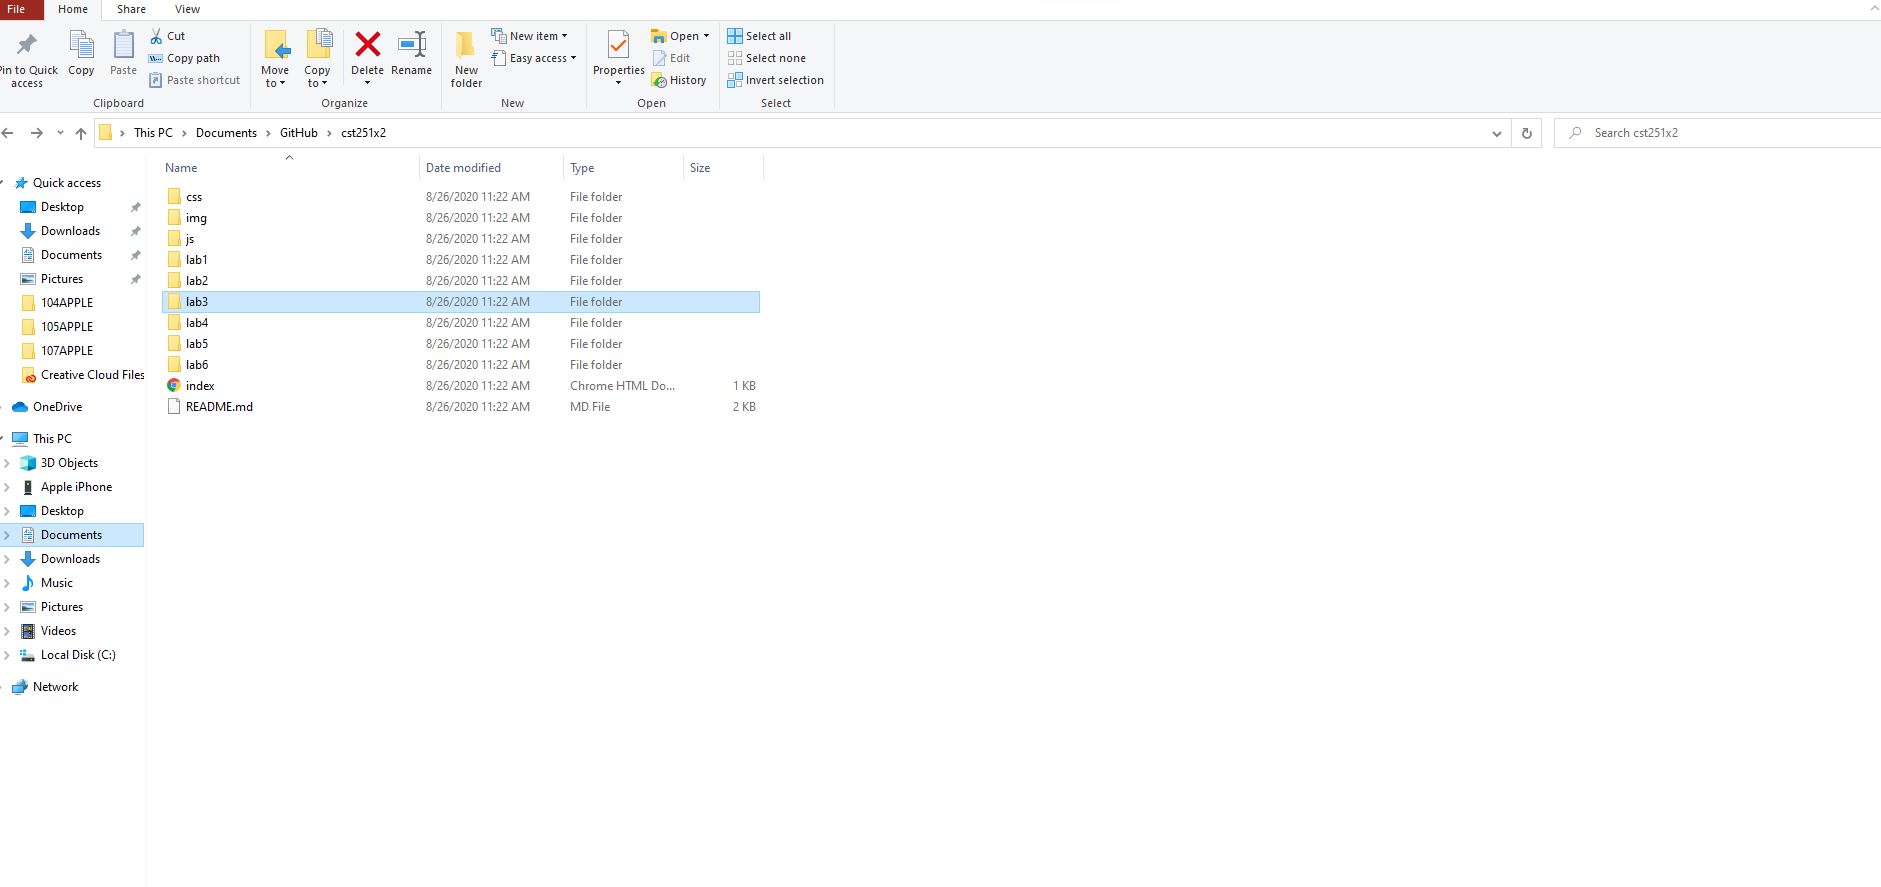 File Home Share View
Pin to Quick access
Copy
Paste
Cut
Copy path
Paste shortcut
Clipboard
Move to
Copy to
Delete
Rename
Organize
New folder
New item
Easy access
New
Properties
Open
Edit
History
Open
Select all
Select none
Invert selection
Select
This PC > Documents > GitHub > cst251x2
Search cst251x2
Quick access
Desktop
Downloads
Documents
Pictures
104APPLE
105APPLE
107APPLE
Creative Cloud Files
OneDrive
This PC
3D Objects
Apple iPhone
Desktop
Documents
Downloads
Music
Pictures
Videos
Local Disk (C:)
Network
Name Date modified Type Size
css 8/26/2020 11:22 AM File folder
img 8/26/2020 11:22 AM File folder
js 8/26/2020 11:22 AM File folder
lab1 8/26/2020 11:22 AM File folder
lab2 8/26/2020 11:22 AM File folder
lab3 8/26/2020 11:22 AM File folder
lab4 8/26/2020 11:22 AM File folder
lab5 8/26/2020 11:22 AM File folder
lab6 8/26/2020 11:22 AM File folder
index 8/26/2020 11:22 AM Chrome HTML Do... 1 KB
README.md 8/26/2020 11:22 AM MD File 2 KB